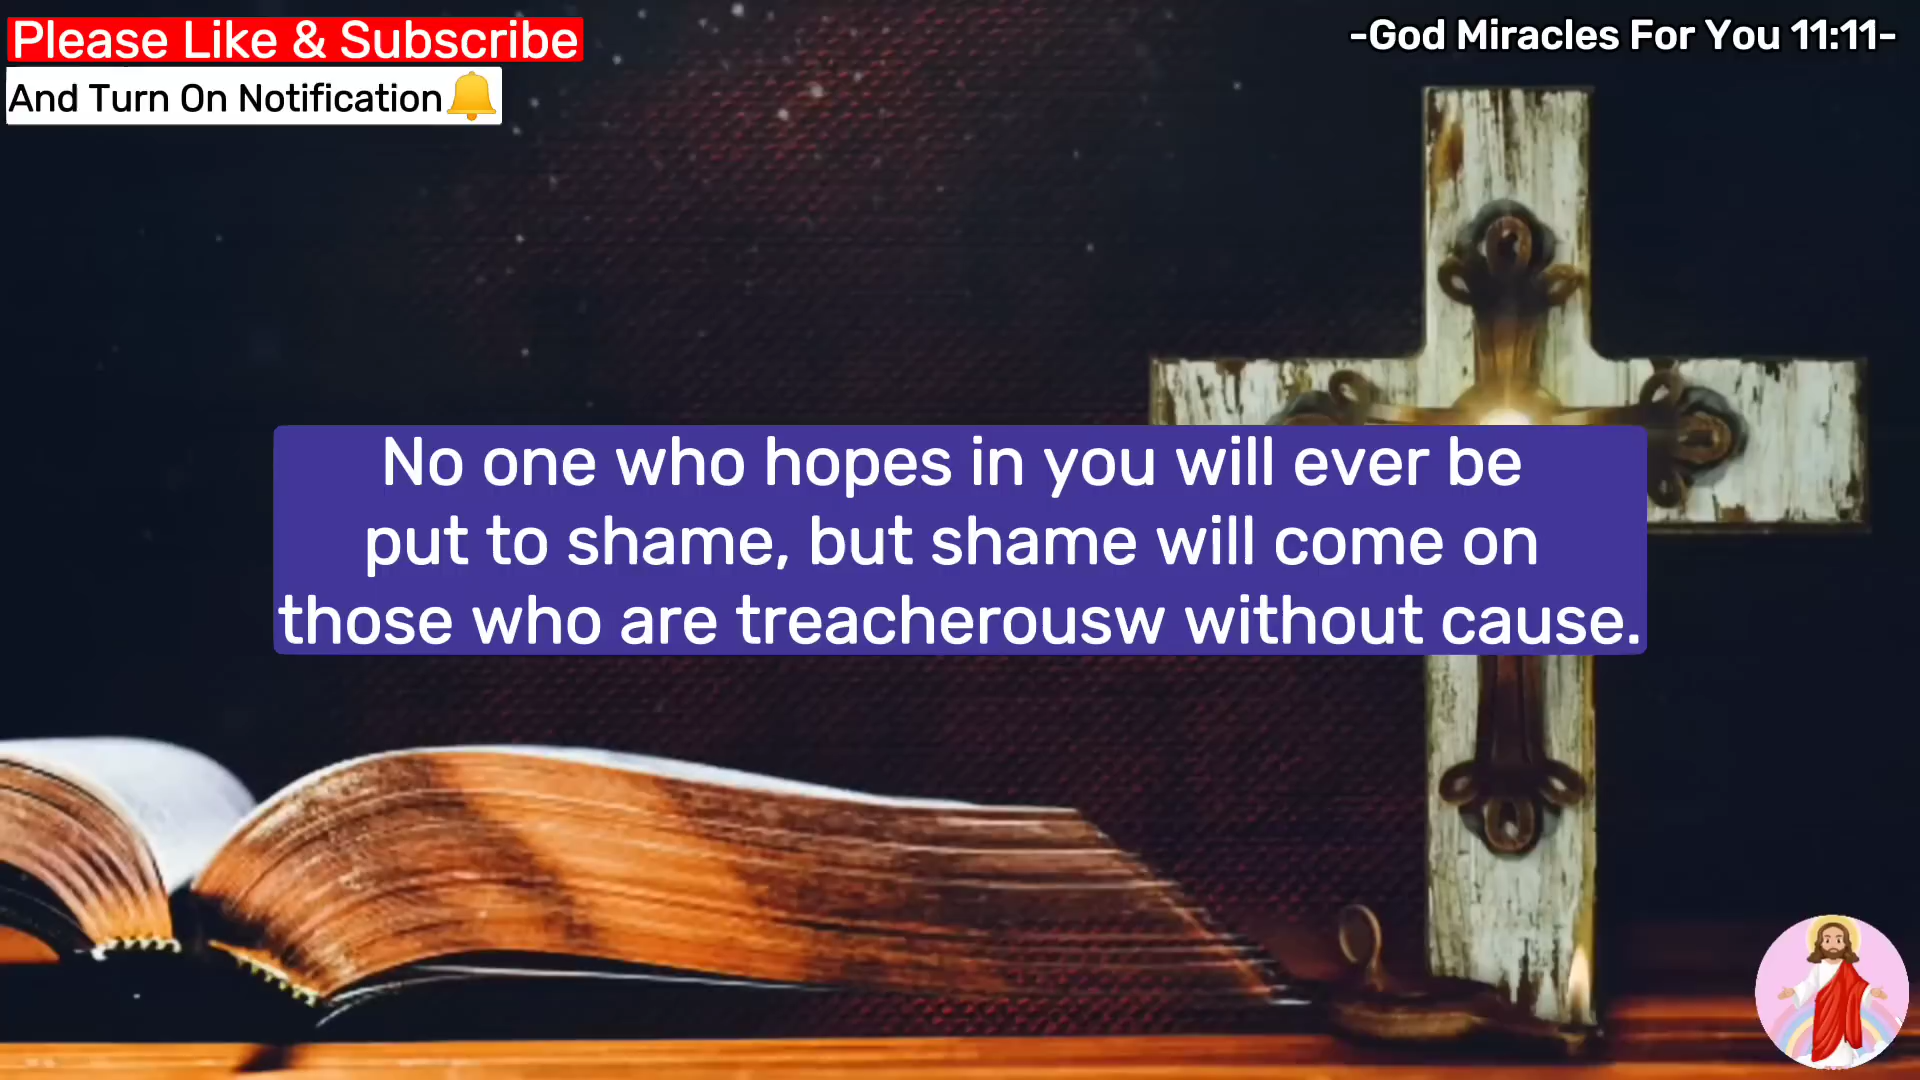 Please Like & Subscribe
And Turn On Notification🔔
-God Miracles For You 11:11-
No one who hopes in you will ever be
put to shame, but shame will come on
those who are treacherousw without cause.